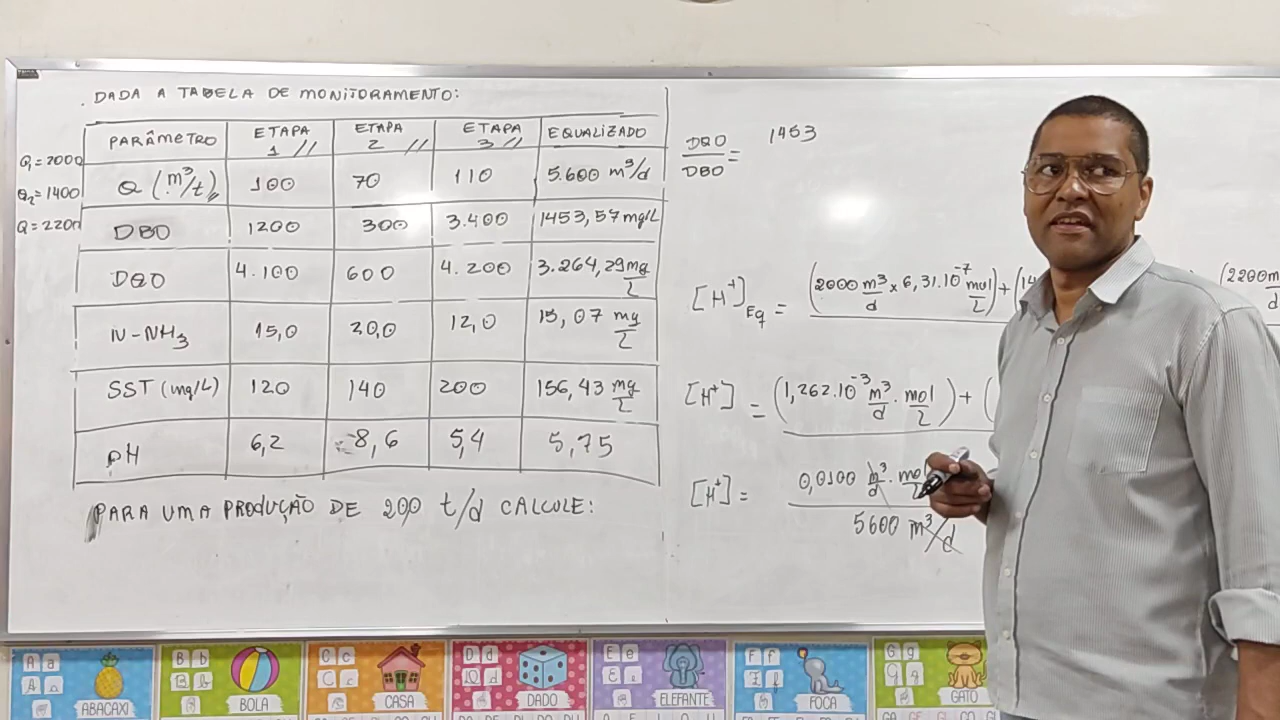 DADA A TABELA DE MONITORAMENTO:
PARÂMETRO ETAPA 1 // ETAPA 2 // ETAPA 3 // EQUALIZADO
Q (m³/t) 100 70 110 5.600 m³/d
DBO 1200 300 3.400 1453,57 mg/L
DQO 4.100 600 4.200 3.264,29 mg/L
N-NH₃ 15,0 20,0 12,0 15,07 mg/L
SST (mg/L) 120 140 200 156,43 mg/L
pH 6,2 8,6 5,4 5,75
Q₁=2000
Q₂=1400
Q=2200
PARA UMA PRODUÇÃO DE 20,0 t/d CALCULE:
DQO/DBO = 1453
[H⁺]Eq = (2000 m³/d × 6,31.10⁻⁷ mol/L)+(14 (2200 m
[H⁺] = (1,262.10⁻³ m³/d . mol/L) + (
[H⁺] = 0,0100 m³/d . mol
5600 m³/d
A a
A a
ABACAXI
B b
B b
BOLA
C c
C c
CASA
D d
D d
DADO
E e
E e
ELEFANTE
F f
F f
FOCA
G g
G g
GATO